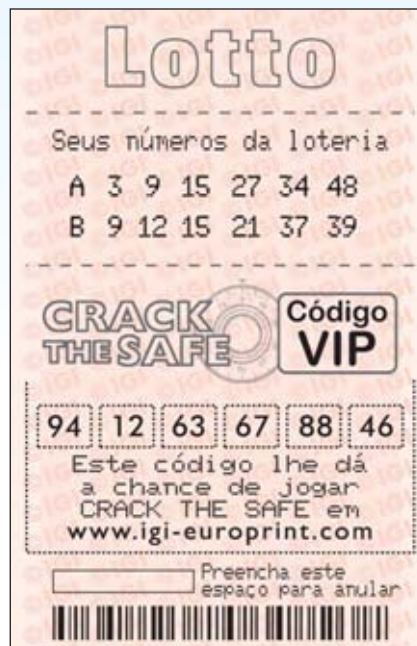 Lotto
Seus números da loteria
A 3 9 15 27 34 48
B 9 12 15 21 37 39
CRACK
THE SAFE
Código
VIP
94 12 63 67 88 46
Este código lhe dá
a chance de jogar
CRACK THE SAFE em
www.igi-europrint.com
Preencha este
espaço para anular